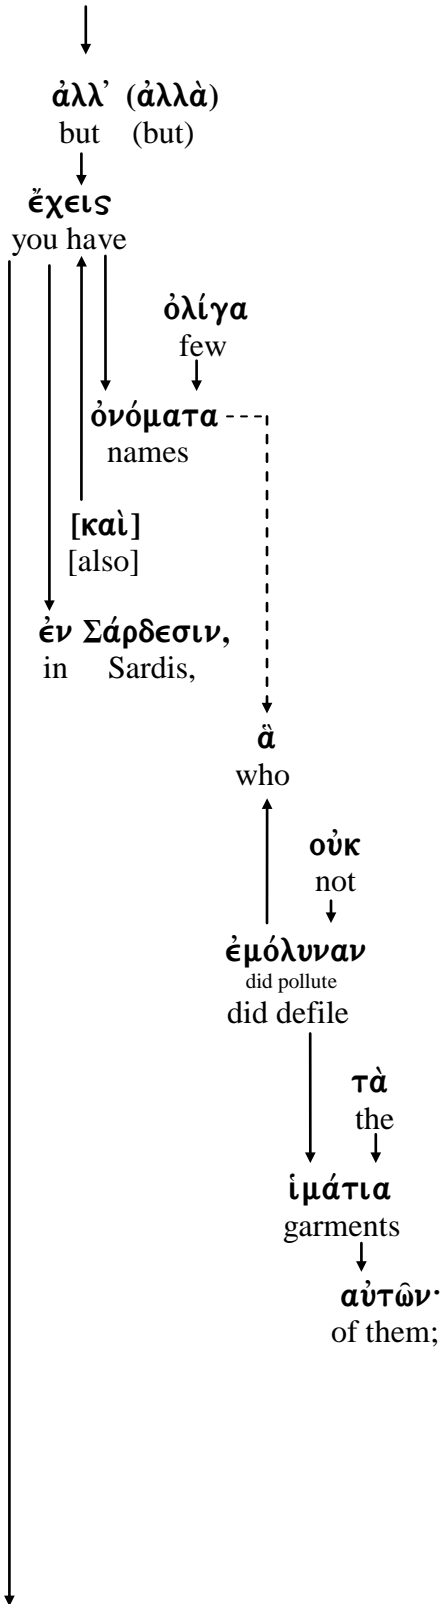 ἀλλ’ (ἀλλὰ)
but (but)
ἔχεις
you have
ὀλίγα
few
ὀνόματα
names
[καὶ]
[also]
ἐν Σάρδεσιν,
in Sardis,
ἃ
who
οὐκ
not
ἐμόλυναν
did pollute
did defile
τὰ
the
ἱμάτια
garments
αὐτῶν·
of them;